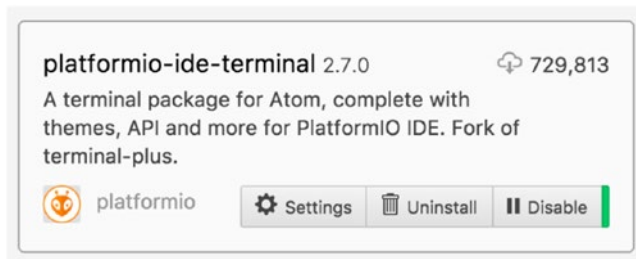 platformio-ide-terminal 2.7.0 729,813
A terminal package for Atom, complete with
themes, API and more for PlatformIO IDE. Fork of
terminal-plus.
platformio Settings Uninstall Disable